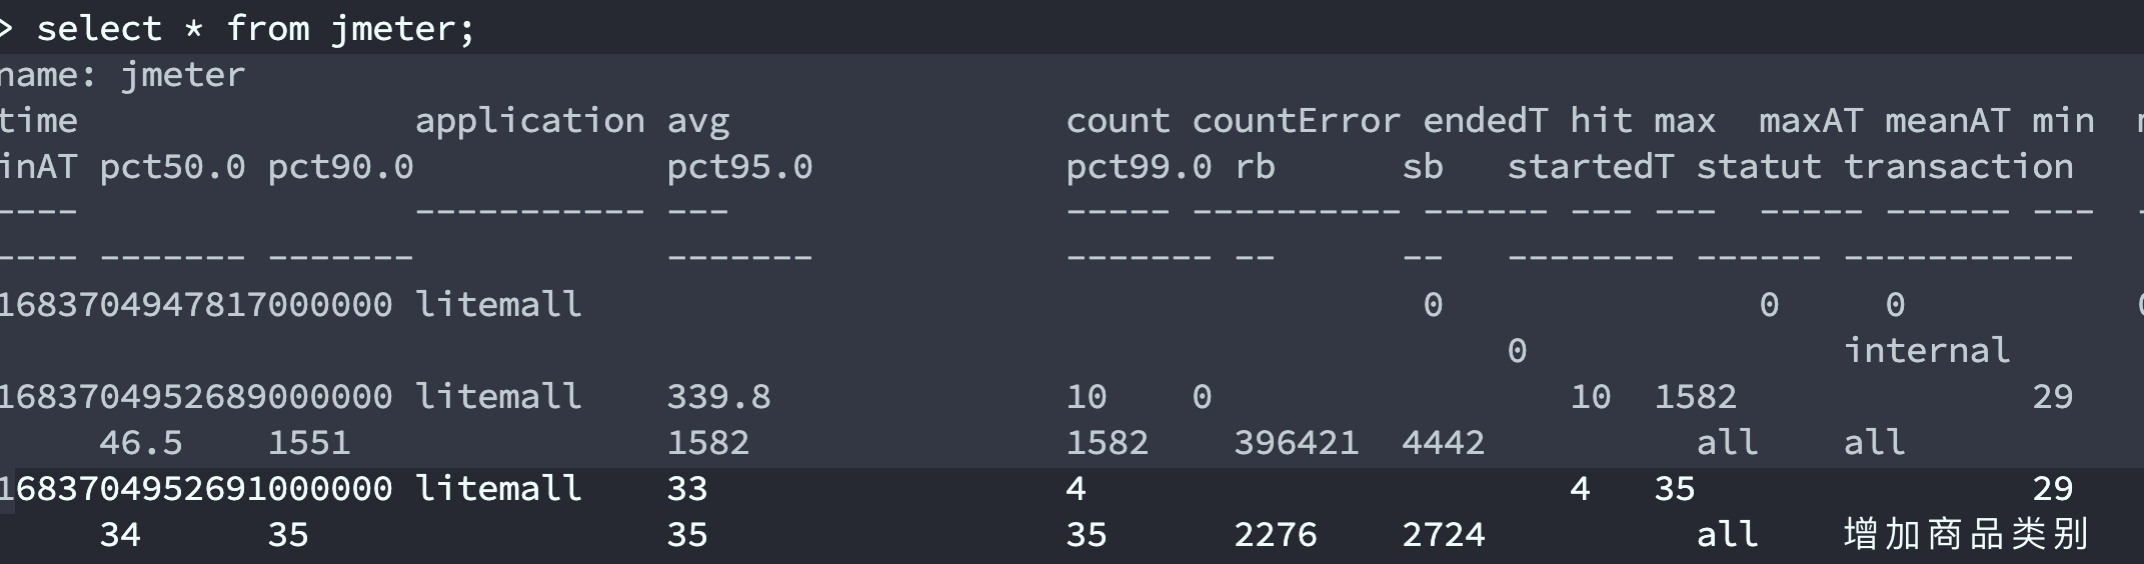 > select * from jmeter;
name: jmeter
time application avg count countError endedT hit max maxAT meanAT min
inAT pct50.0 pct90.0 pct95.0 pct99.0 rb sb startedT statut transaction
---- ----------- --- ----- ---------- ------ --- --- ----- ------ --- -
---- ------- ------- ------- ------- -- -- -------- ------ -----------
1683704947817000000 litemall 0 0 0 0
0 internal
1683704952689000000 litemall 339.8 10 0 10 1582 29
46.5 1551 1582 1582 396421 4442 all all
1683704952691000000 litemall 33 4 4 35 29
34 35 35 35 2276 2724 all 增加商品类别